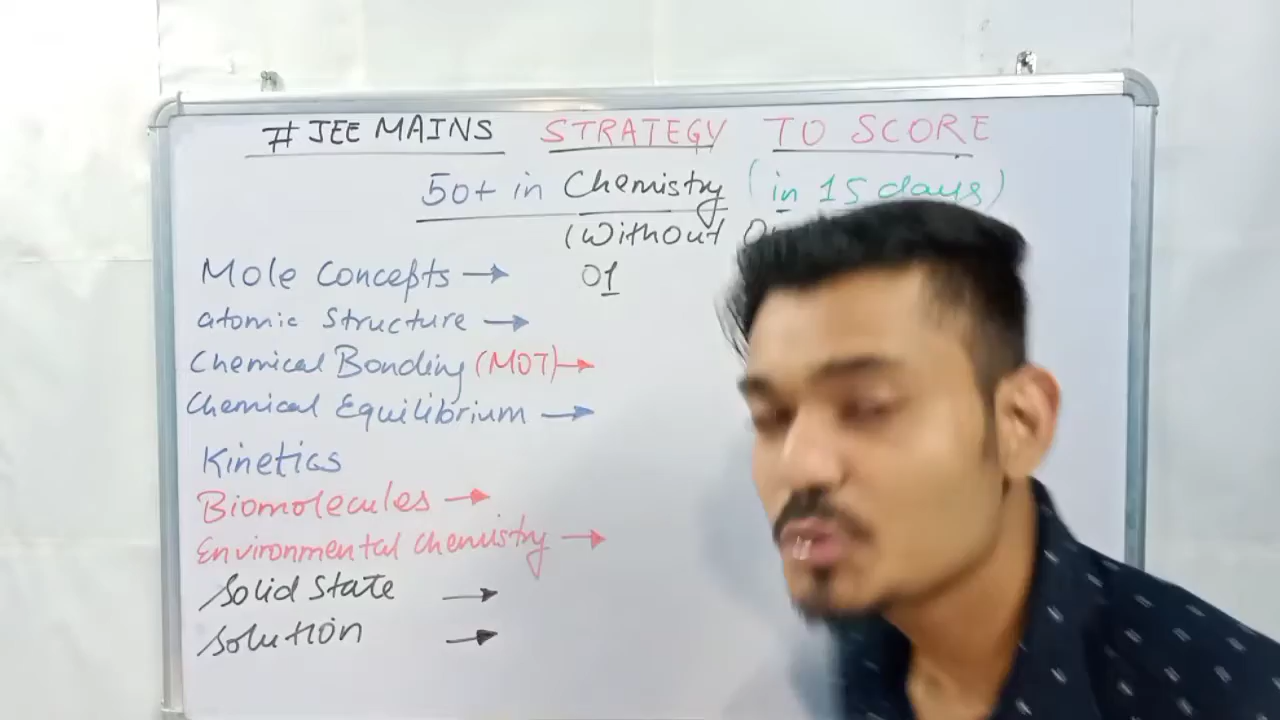 # JEE MAINS STRATEGY TO SCORE
50+ in Chemistry (in 15 days)
(Without
Mole Concepts → 01
atomic Structure →
Chemical Bonding (MOT) →
Chemical Equilibrium →
Kinetics
Biomolecules →
Environmental Chemistry →
Solid State →
Solution →